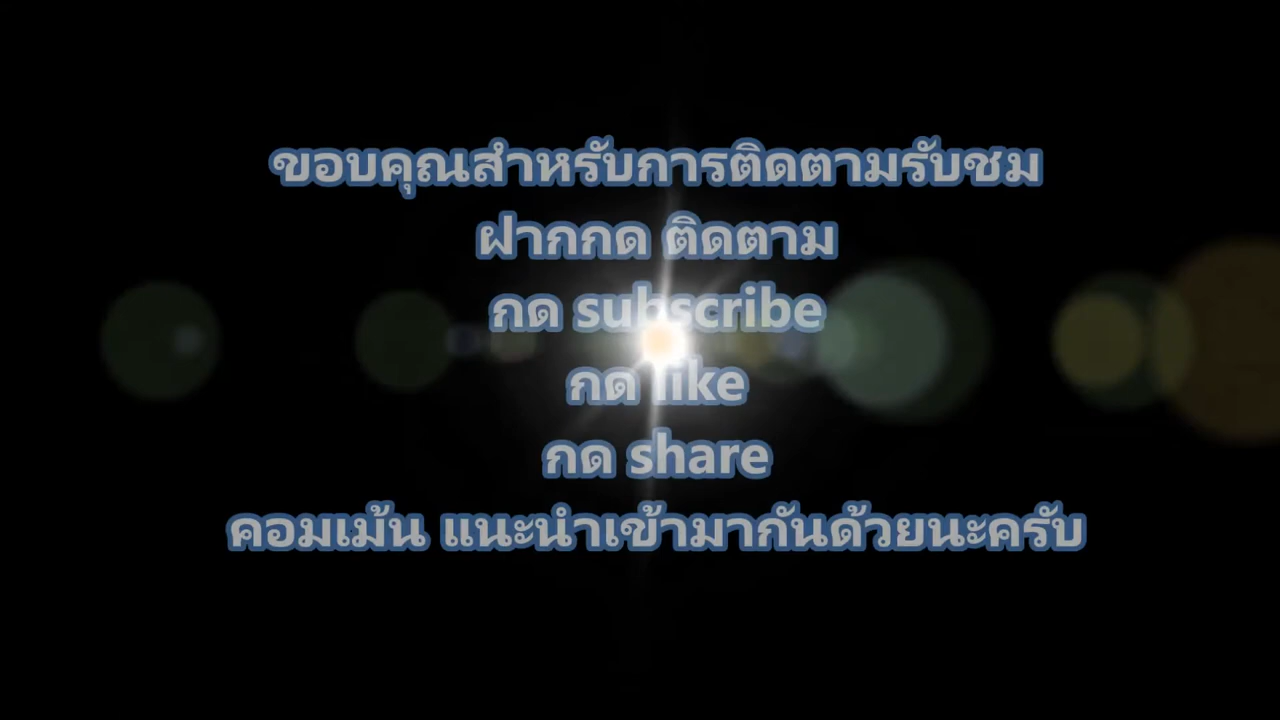 ขอบคุณสำหรับการติดตามรับชม
ฝากกด ติดตาม
กด subscribe
กด like
กด share
คอมเม้น แนะนำเข้ามากันด้วยนะครับ